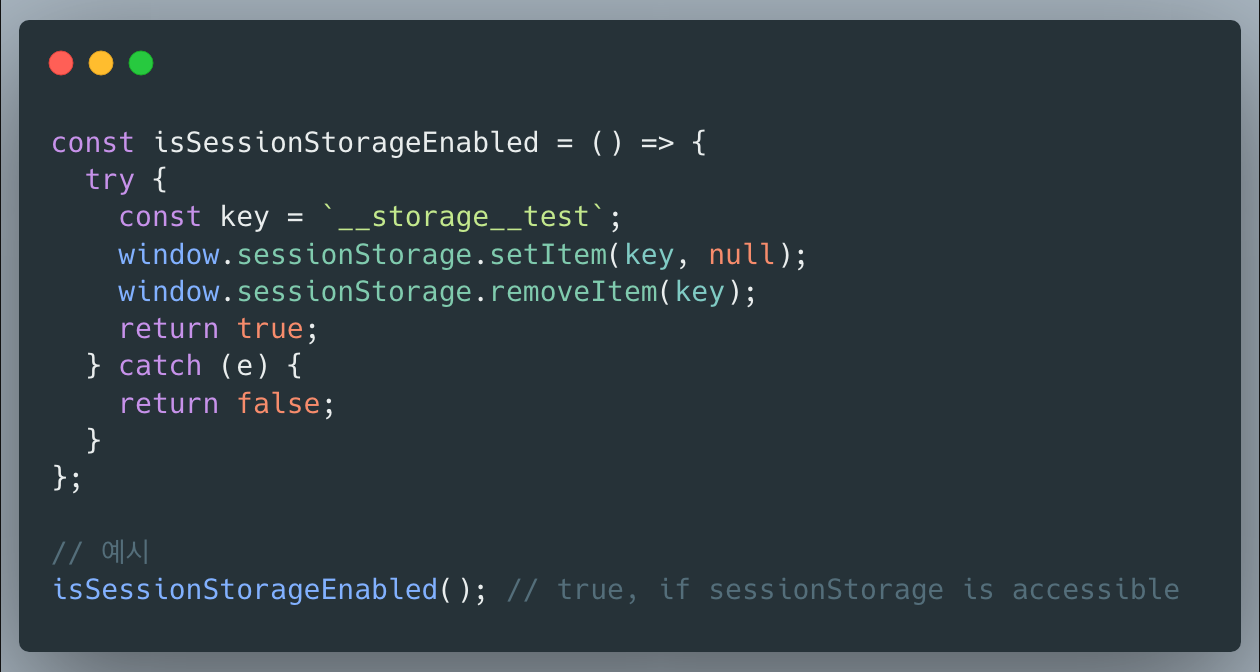 const isSessionStorageEnabled = () => {
  try {
    const key = `__storage__test`;
    window.sessionStorage.setItem(key, null);
    window.sessionStorage.removeItem(key);
    return true;
  } catch (e) {
    return false;
  }
};

// 예시
isSessionStorageEnabled(); // true, if sessionStorage is accessible